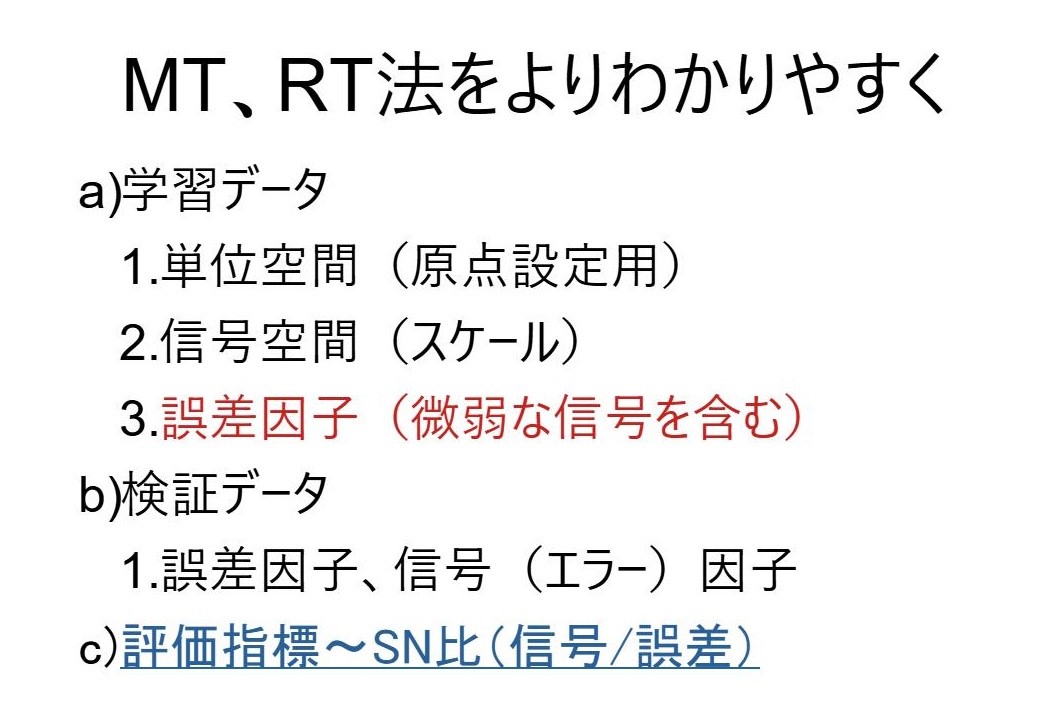 MT、RT法をよりわかりやすく
a)学習データ
1.単位空間（原点設定用）
2.信号空間（スケール）
3.誤差因子（微弱な信号を含む）
b)検証データ
1.誤差因子、信号（エラー）因子
c)評価指標～SN比(信号/誤差)